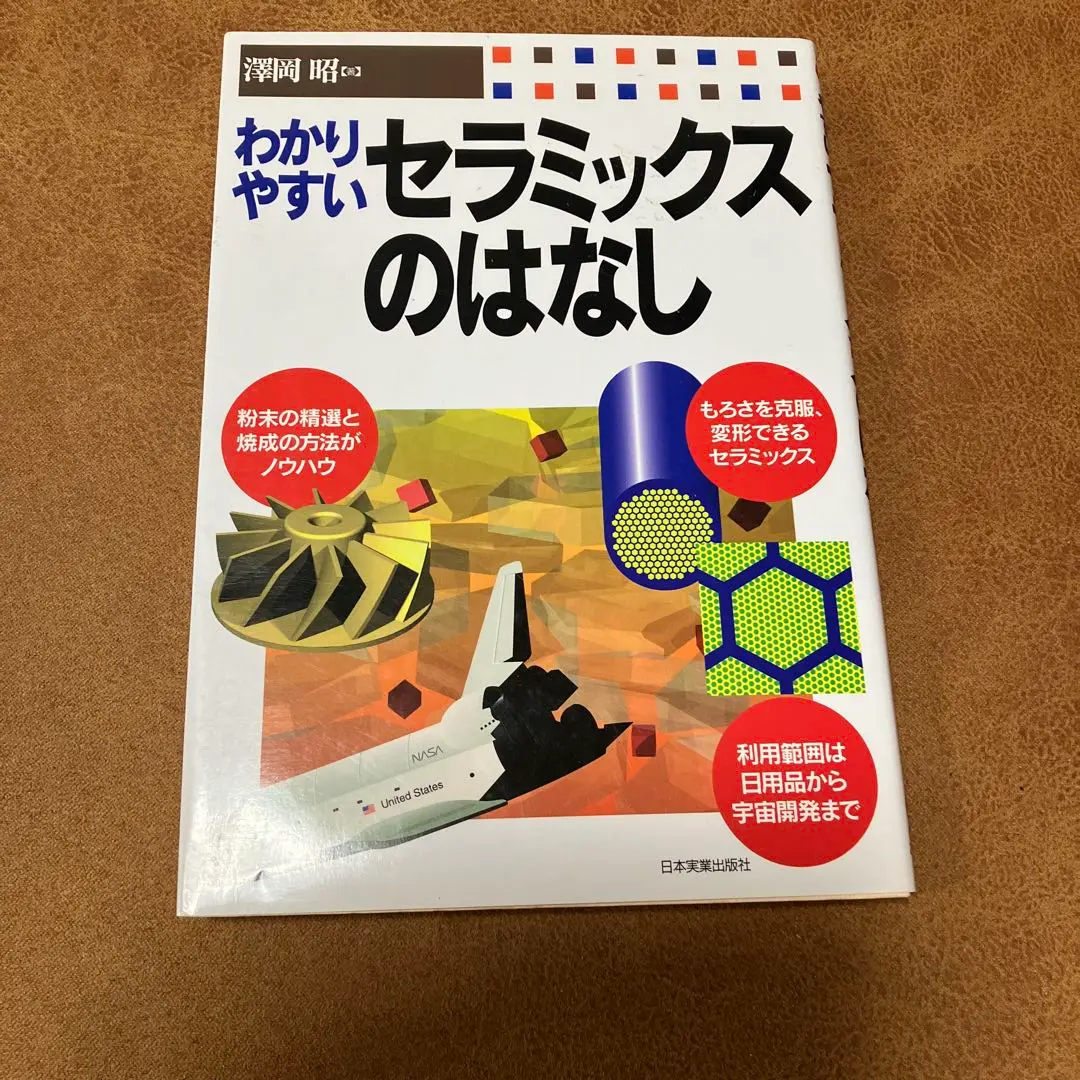 澤岡 昭【著】
わかり
やすい
セラミックス
のはなし
粉末の精選と
焼成の方法が
ノウハウ
もろさを克服、
変形できる
セラミックス
NASA
United States
利用範囲は
日用品から
宇宙開発まで
日本実業出版社